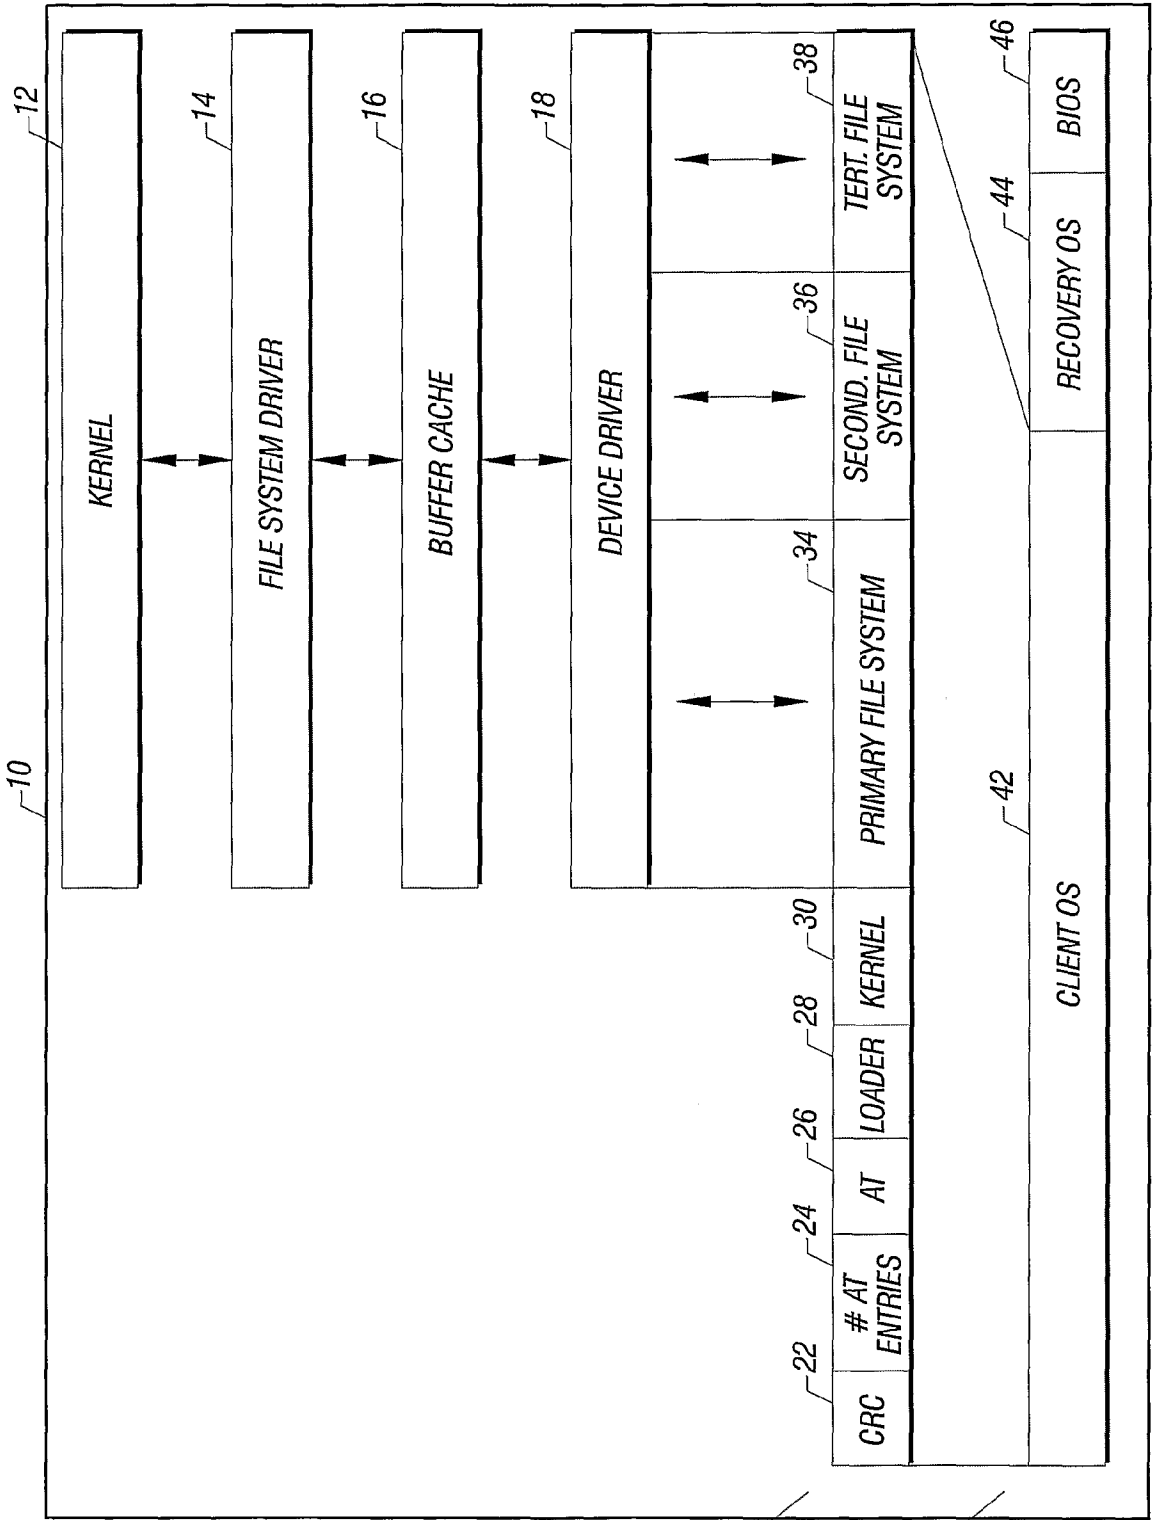 10
12
KERNEL
14
FILE SYSTEM DRIVER
16
BUFFER CACHE
18
DEVICE DRIVER
22
24
26
28
30
34
36
38
CRC
# AT
ENTRIES
AT
LOADER
KERNEL
PRIMARY FILE SYSTEM
SECOND. FILE
SYSTEM
TERT. FILE
SYSTEM
42
44
46
CLIENT OS
RECOVERY OS
BIOS